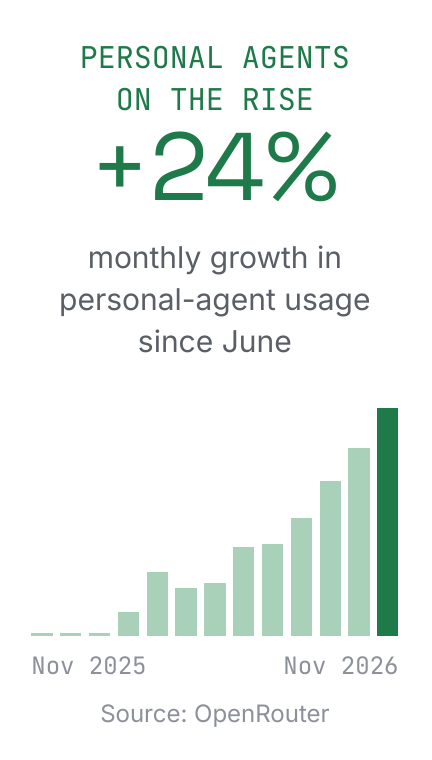 PERSONAL AGENTS
ON THE RISE
+24%
monthly growth in
personal-agent usage
since June
Nov 2025
Nov 2026
Source: OpenRouter